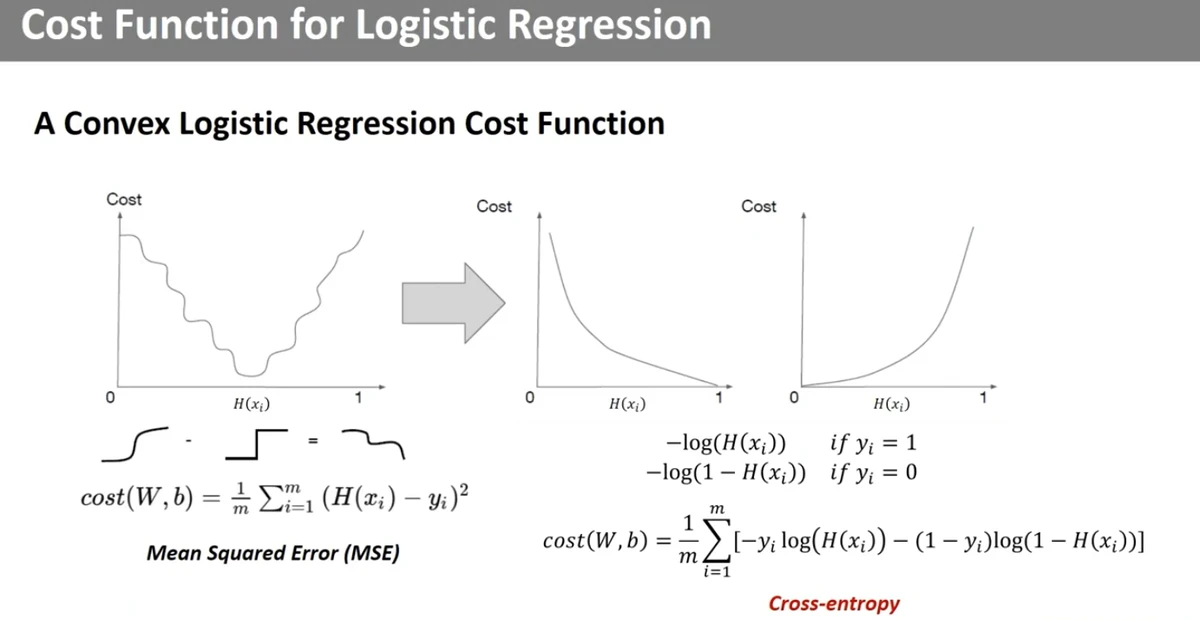 Cost Function for Logistic Regression
A Convex Logistic Regression Cost Function
Cost
0
H(xᵢ)
1
Cost
0
H(xᵢ)
1
Cost
0
H(xᵢ)
1
- =
cost(W, b) = 1/m ∑ᵢ₌₁ᵐ (H(xᵢ) − yᵢ)²
Mean Squared Error (MSE)
−log(H(xᵢ)) if yᵢ = 1
−log(1 − H(xᵢ)) if yᵢ = 0
cost(W, b) = 1/m ∑ᵢ₌₁ᵐ [−yᵢ log(H(xᵢ)) − (1 − yᵢ)log(1 − H(xᵢ))]
Cross-entropy